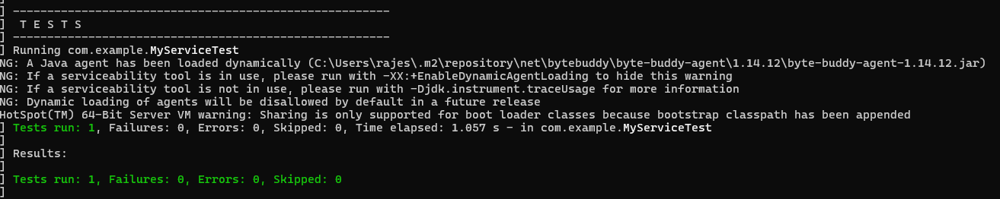 ]
] -------------------------------------------------------
]  T E S T S
] -------------------------------------------------------
] Running com.example.MyServiceTest
NG: A Java agent has been loaded dynamically (C:\Users\rajes\.m2\repository\net\bytebuddy\byte-buddy-agent\1.14.12\byte-buddy-agent-1.14.12.jar)
NG: If a serviceability tool is in use, please run with -XX:+EnableDynamicAgentLoading to hide this warning
NG: If a serviceability tool is not in use, please run with -Djdk.instrument.traceUsage for more information
NG: Dynamic loading of agents will be disallowed by default in a future release
HotSpot(TM) 64-Bit Server VM warning: Sharing is only supported for boot loader classes because bootstrap classpath has been appended
] Tests run: 1, Failures: 0, Errors: 0, Skipped: 0, Time elapsed: 1.057 s - in com.example.MyServiceTest
]
] Results:
]
] Tests run: 1, Failures: 0, Errors: 0, Skipped: 0
]